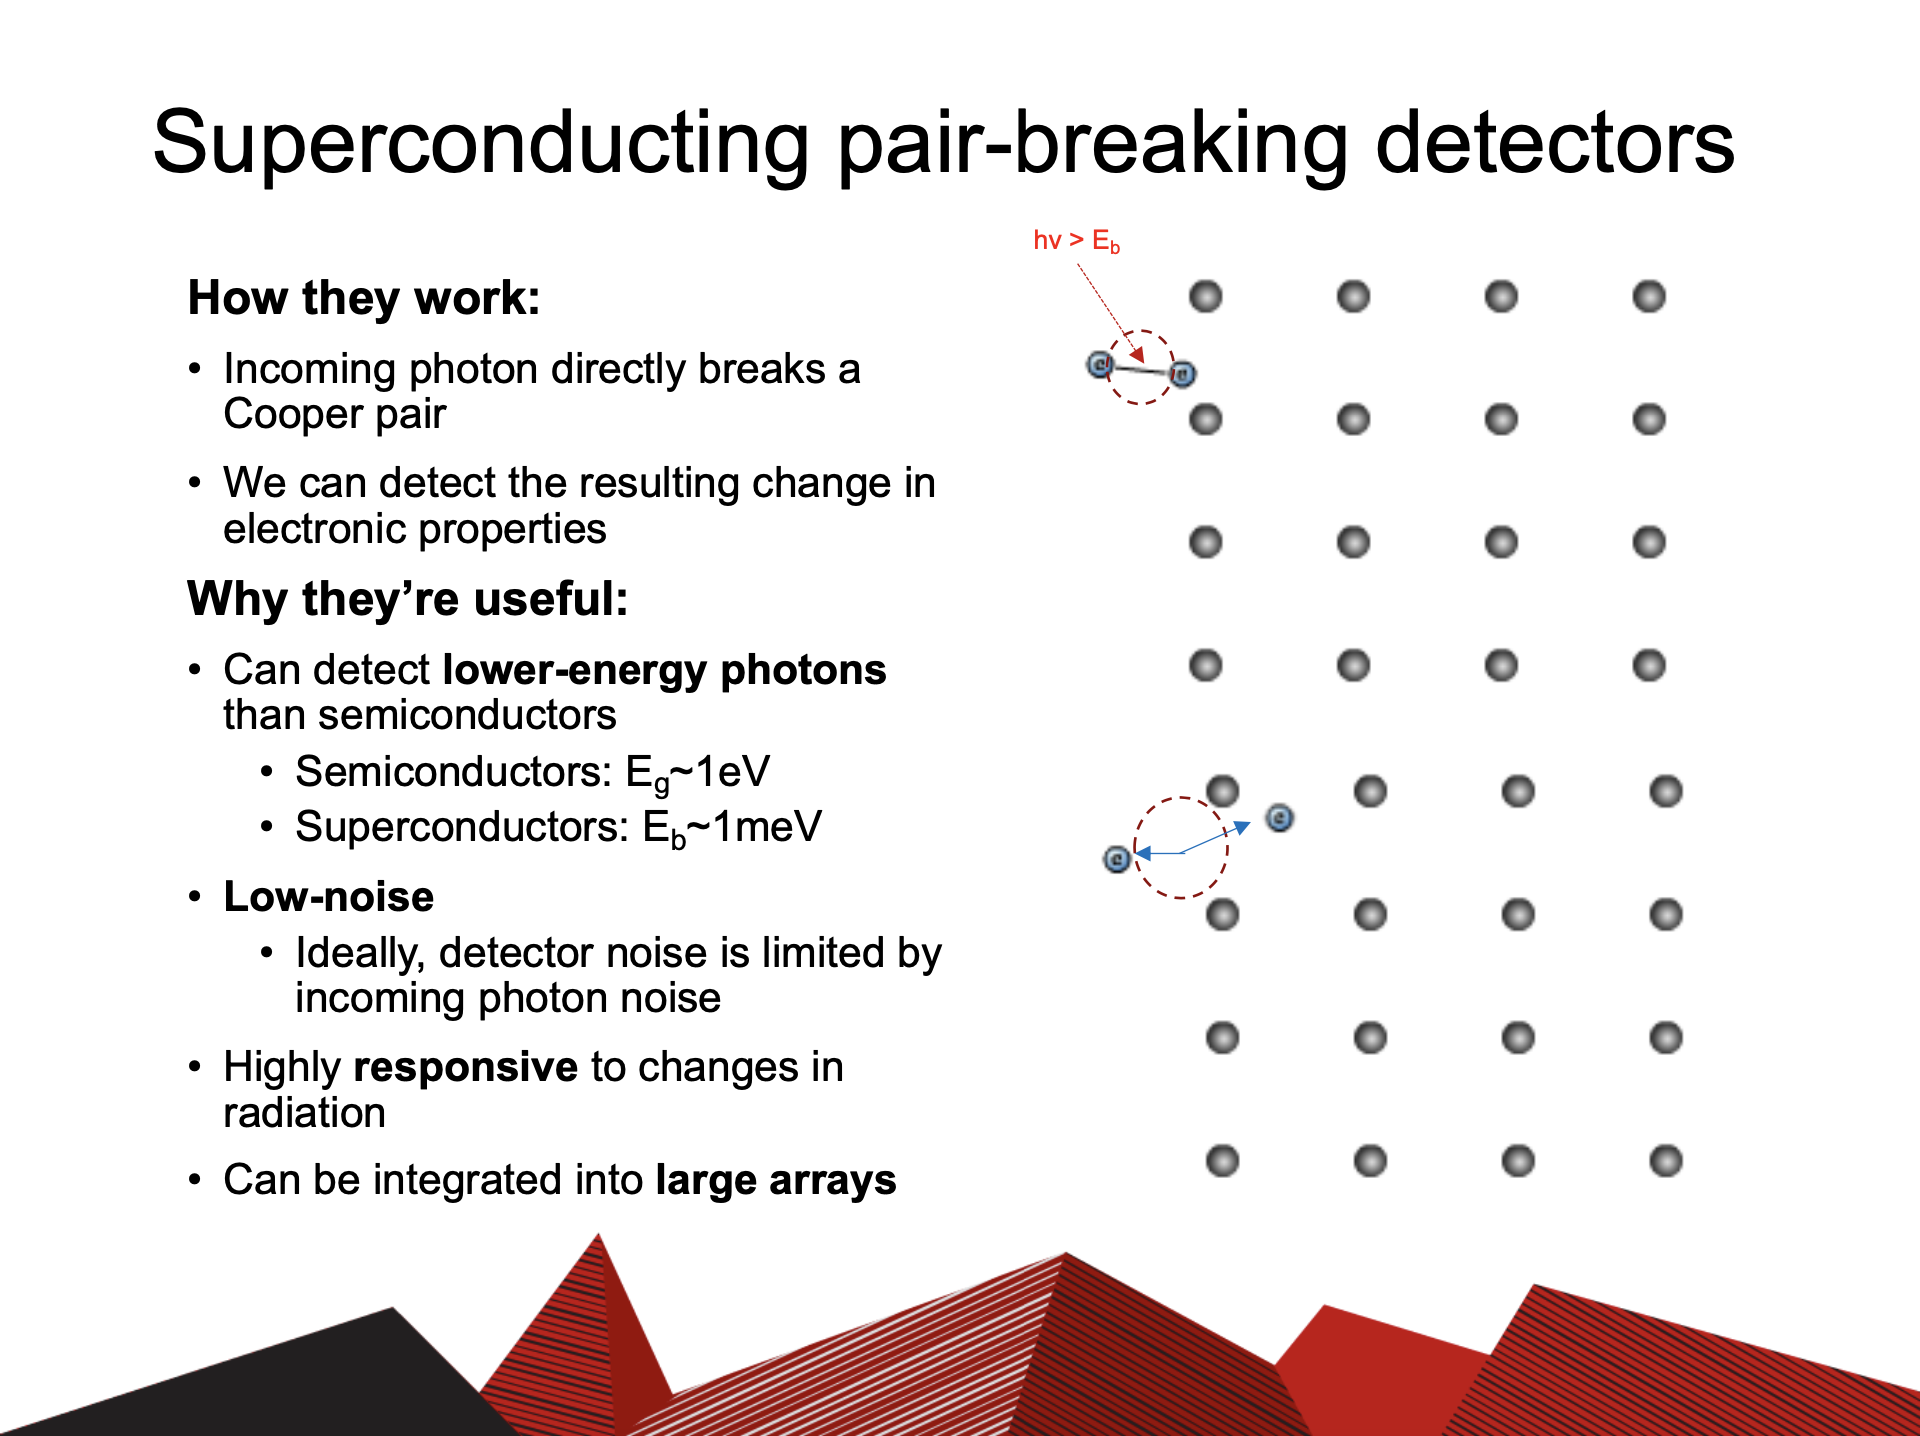 Superconducting pair-breaking detectors
hν > E_b
How they work:
• Incoming photon directly breaks a
Cooper pair
• We can detect the resulting change in
electronic properties
Why they’re useful:
• Can detect lower-energy photons
than semiconductors
• Semiconductors: E_g~1eV
• Superconductors: E_b~1meV
• Low-noise
• Ideally, detector noise is limited by
incoming photon noise
• Highly responsive to changes in
radiation
• Can be integrated into large arrays
e
e
e
e